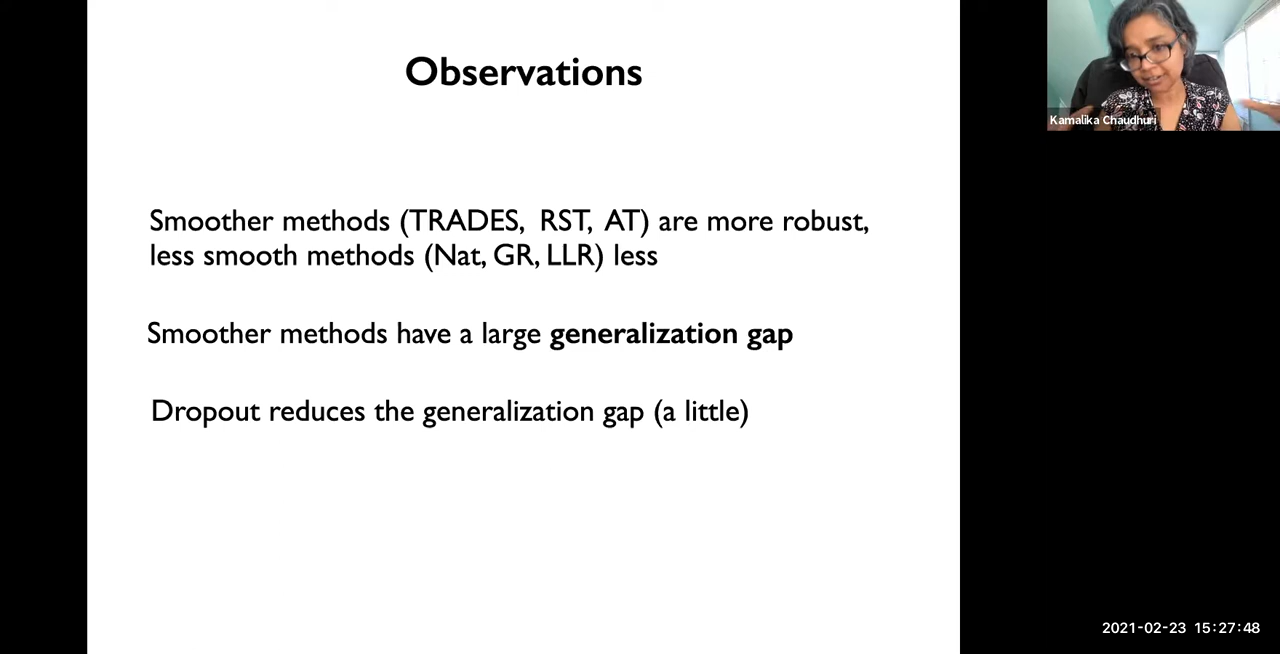 Observations
Kamalika Chaudhuri
Smoother methods (TRADES, RST, AT) are more robust,
less smooth methods (Nat, GR, LLR) less
Smoother methods have a large generalization gap
Dropout reduces the generalization gap (a little)
2021-02-23 15:27:48